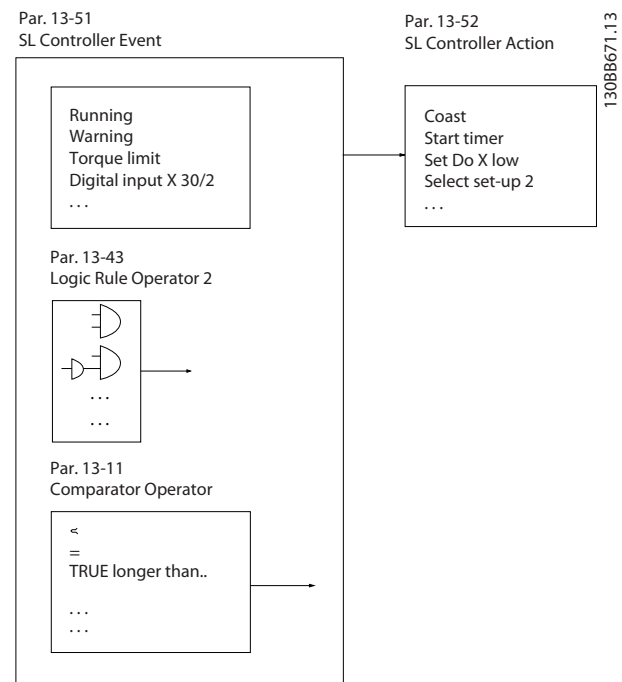 Par. 13-51
SL Controller Event
Par. 13-52
SL Controller Action
130BB671.13
Running
Warning
Torque limit
Digital input X 30/2
. . .
Coast
Start timer
Set Do X low
Select set-up 2
. . .
Par. 13-43
Logic Rule Operator 2
. . .
. . .
Par. 13-11
Comparator Operator
<
=
TRUE longer than..
. . .
. . .